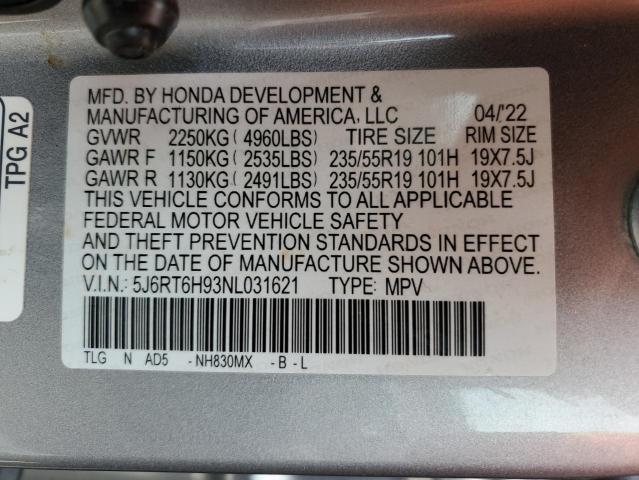 MFD. BY HONDA DEVELOPMENT &
MANUFACTURING OF AMERICA, LLC 04/'22
GVWR 2250KG( 4960LBS) TIRE SIZE RIM SIZE
GAWR F 1150KG( 2535LBS) 235/55R19 101H 19X7.5J
GAWR R 1130KG( 2491LBS) 235/55R19 101H 19X7.5J
THIS VEHICLE CONFORMS TO ALL APPLICABLE
FEDERAL MOTOR VEHICLE SAFETY
AND THEFT PREVENTION STANDARDS IN EFFECT
ON THE DATE OF MANUFACTURE SHOWN ABOVE.
V.I.N.: 5J6RT6H93NL031621 TYPE: MPV
TLG N AD5 - NH830MX - B - L
TPG A2